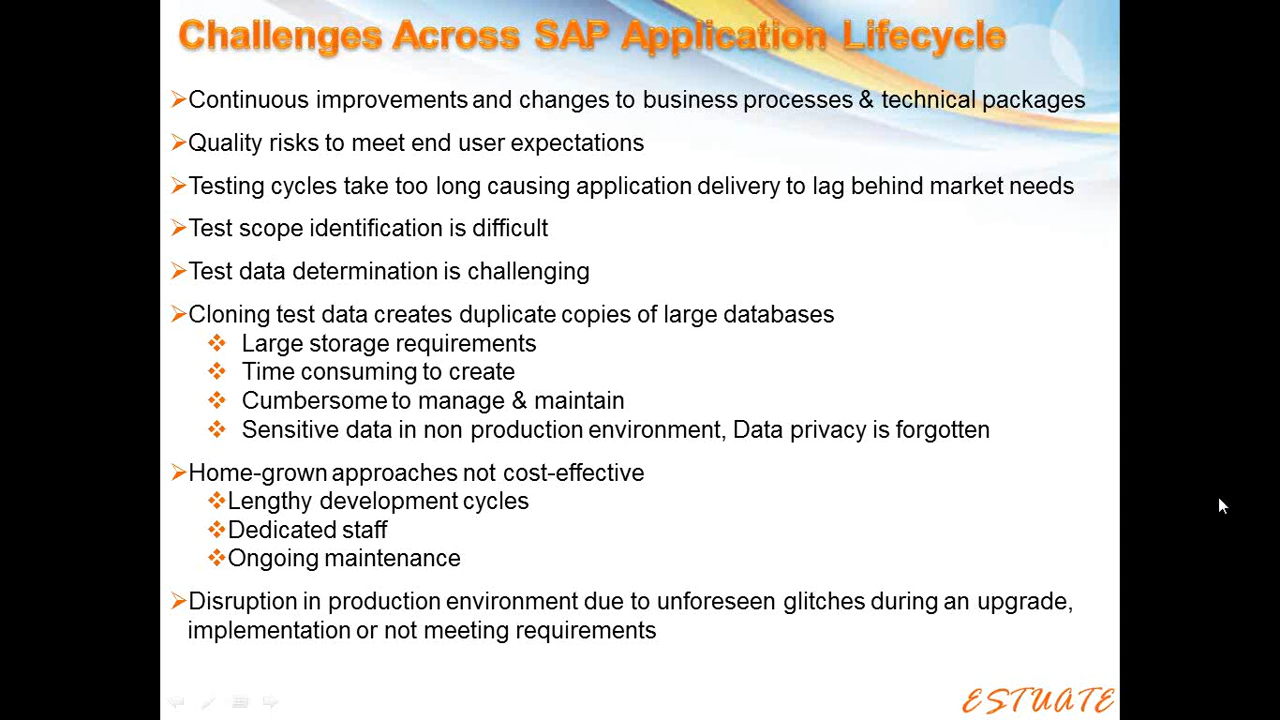 Challenges Across SAP Application Lifecycle
Continuous improvements and changes to business processes & technical packages
Quality risks to meet end user expectations
Testing cycles take too long causing application delivery to lag behind market needs
Test scope identification is difficult
Test data determination is challenging
Cloning test data creates duplicate copies of large databases
Large storage requirements
Time consuming to create
Cumbersome to manage & maintain
Sensitive data in non production environment, Data privacy is forgotten
Home-grown approaches not cost-effective
Lengthy development cycles
Dedicated staff
Ongoing maintenance
Disruption in production environment due to unforeseen glitches during an upgrade,
implementation or not meeting requirements
ESTUATE